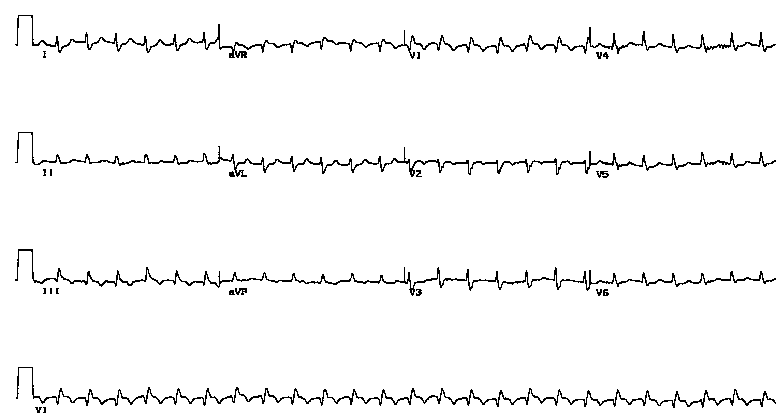 I aVR V1 V4
II aVL V2 V5
III aVF V3 V6
V1